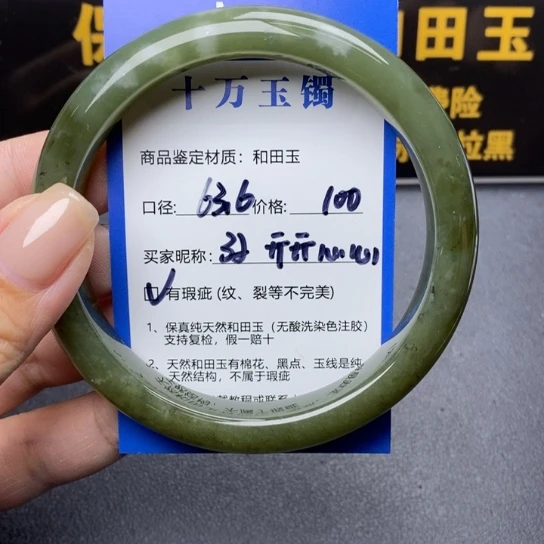 保
和田玉
险
拉黑
十万玉镯
商品鉴定材质：和田玉
口径:63.6 价格:100
买家昵称:
有瑕疵 (纹、裂等不完美)
1、保真纯天然和田玉（无酸洗染色注胶）
支持复检，假一赔十
2、天然和田玉有棉花、黑点、玉线是纯
天然结构，不属于瑕疵